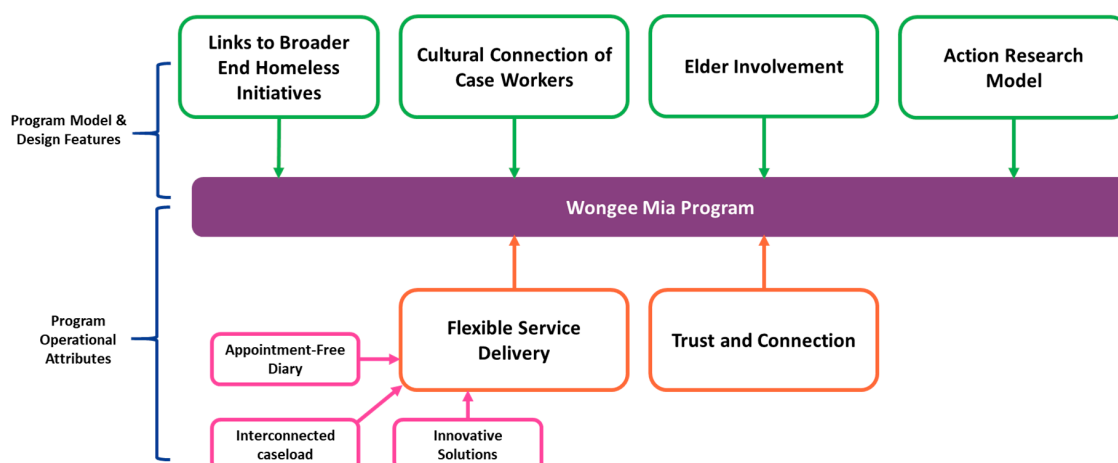 Links to Broader
End Homeless
Initiatives
Cultural Connection of
Case Workers
Elder Involvement
Action Research
Model
Program Model &
Design Features
Wongee Mia Program
Program
Operational
Attributes
Flexible Service
Delivery
Trust and Connection
Appointment-Free
Diary
Interconnected
caseload
Innovative
Solutions